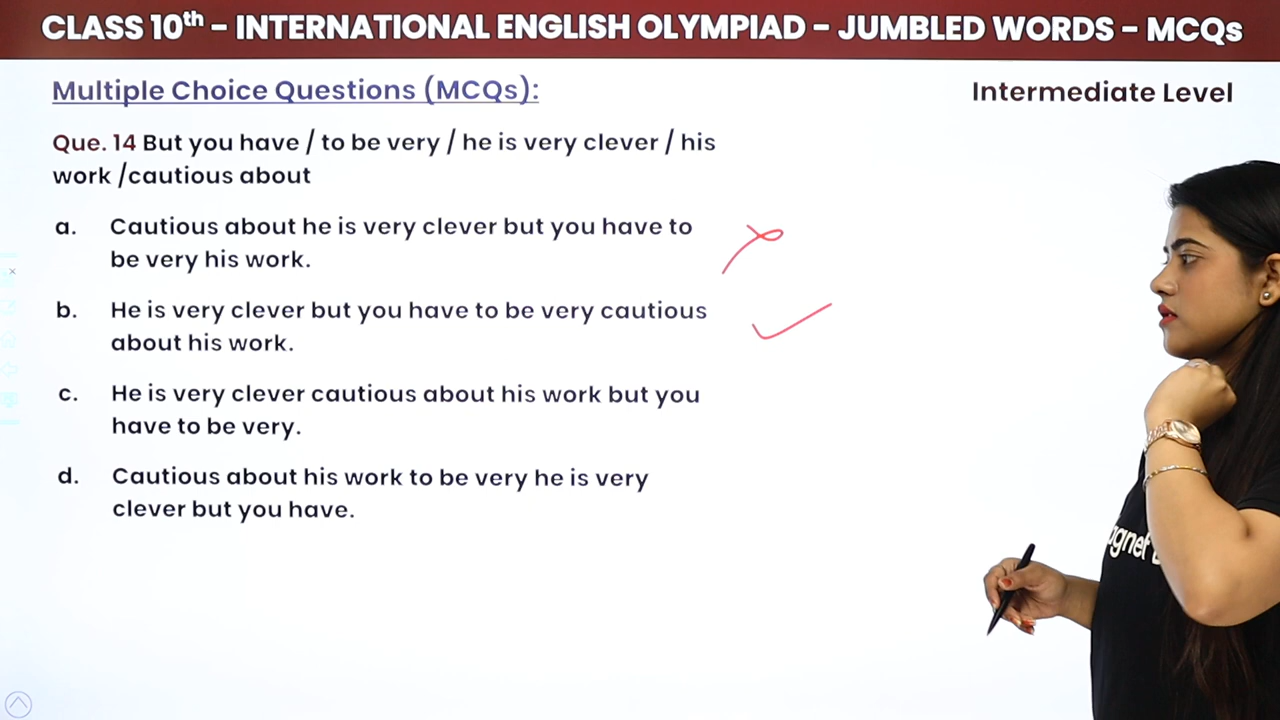 CLASS 10th - INTERNATIONAL ENGLISH OLYMPIAD - JUMBLED WORDS - MCQs
Multiple Choice Questions (MCQs):
Intermediate Level
Que. 14 But you have / to be very / he is very clever / his
work /cautious about
a. Cautious about he is very clever but you have to
be very his work.
b. He is very clever but you have to be very cautious
about his work.
c. He is very clever cautious about his work but you
have to be very.
d. Cautious about his work to be very he is very
clever but you have.